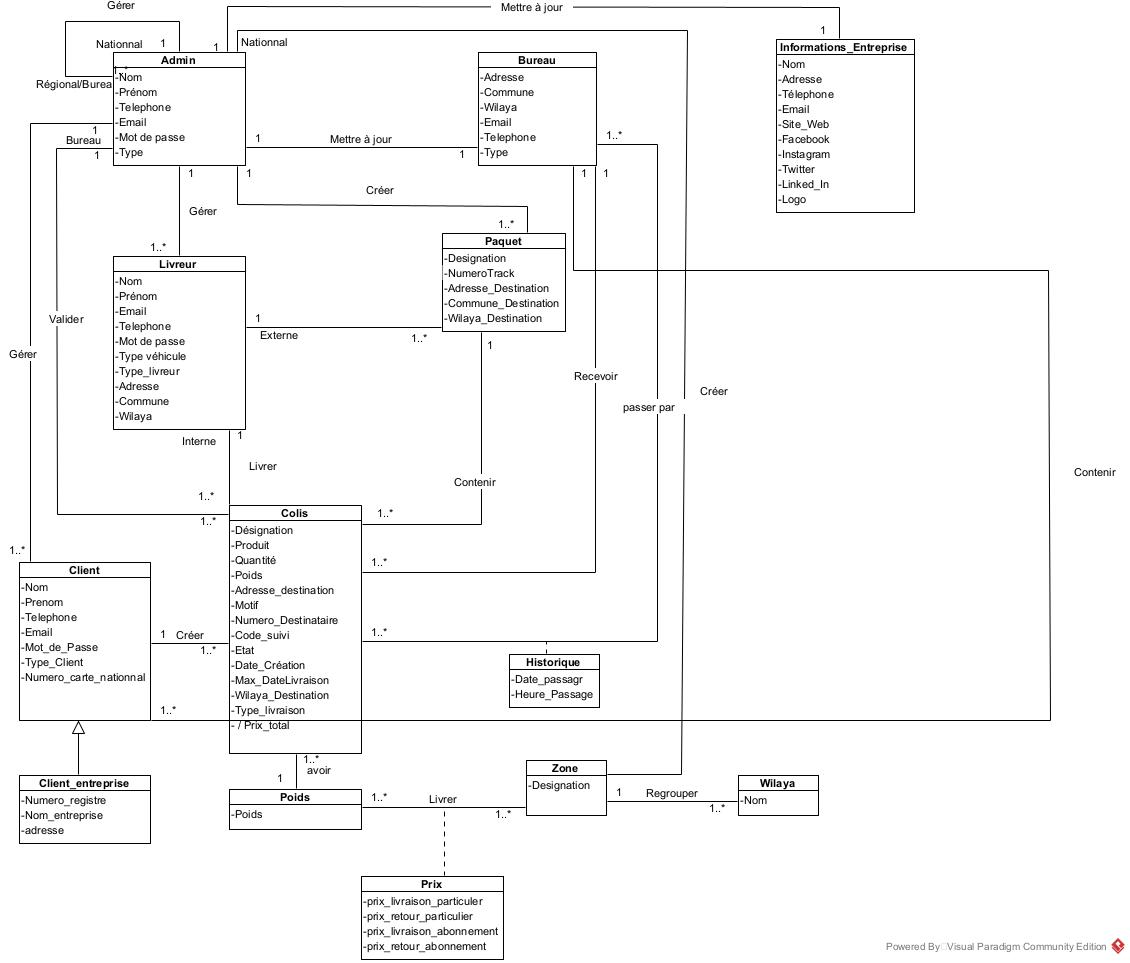 Gérer
Mettre à jour
Nationnal
1
1
Nationnal
1
Régional/Burea
1..*
Admin
-Nom
-Prénom
-Telephone
-Email
-Mot de passe
-Type
Bureau
-Adresse
-Commune
-Wilaya
-Email
-Telephone
-Type
Informations_Entreprise
-Nom
-Adresse
-Télephone
-Email
-Site_Web
-Facebook
-Instagram
-Twitter
-Linked_In
-Logo
1
Bureau
1
1
Mettre à jour
1
1..*
1
1
1
1
Créer
Gérer
1..*
1..*
Livreur
-Nom
-Prénom
-Email
-Telephone
-Mot de passe
-Type véhicule
-Type_livreur
-Adresse
-Commune
-Wilaya
Paquet
-Designation
-NumeroTrack
-Adresse_Destination
-Commune_Destination
-Wilaya_Destination
1
Externe
1..*
1
Valider
Gérer
Recevoir
passer par
Créer
Interne
1
Livrer
Contenir
Contenir
1..*
1..*
1..*
1..*
1..*
1..*
Colis
-Désignation
-Produit
-Quantité
-Poids
-Adresse_destination
-Motif
-Numero_Destinataire
-Code_suivi
-Etat
-Date_Création
-Max_DateLivraison
-Wilaya_Destination
-Type_livraison
- / Prix_total
Client
-Nom
-Prenom
-Telephone
-Email
-Mot_de_Passe
-Type_Client
-Numero_carte_nationnal
1
Créer
1..*
1..*
Historique
-Date_passagr
-Heure_Passage
1..*
avoir
1
Client_entreprise
-Numero_registre
-Nom_entreprise
-adresse
Poids
-Poids
1..*
Livrer
1..*
Zone
-Designation
1
Regrouper
1..*
Wilaya
-Nom
Prix
-prix_livraison_particuler
-prix_retour_particulier
-prix_livraison_abonnement
-prix_retour_abonnement
Powered By Visual Paradigm Community Edition